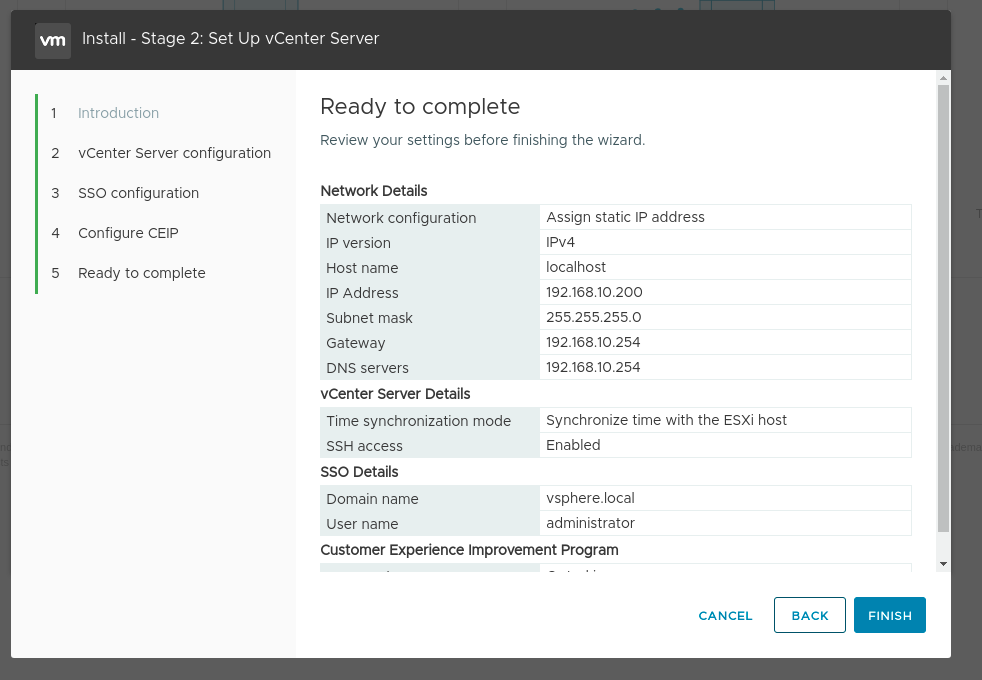 vm Install - Stage 2: Set Up vCenter Server
1 Introduction
2 vCenter Server configuration
3 SSO configuration
4 Configure CEIP
5 Ready to complete
Ready to complete
Review your settings before finishing the wizard.
Network Details
Network configuration Assign static IP address
IP version IPv4
Host name localhost
IP Address 192.168.10.200
Subnet mask 255.255.255.0
Gateway 192.168.10.254
DNS servers 192.168.10.254
vCenter Server Details
Time synchronization mode Synchronize time with the ESXi host
SSH access Enabled
SSO Details
Domain name vsphere.local
User name administrator
Customer Experience Improvement Program
CANCEL BACK FINISH